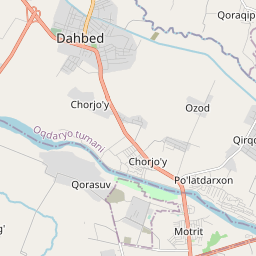 Qoraqip
Dahbed
Chorjo'y
Ozod
Oqdaryo tumani
Qirqo
Chorjo'y
Po'latdarxon
Qorasuv
g'
Motrit